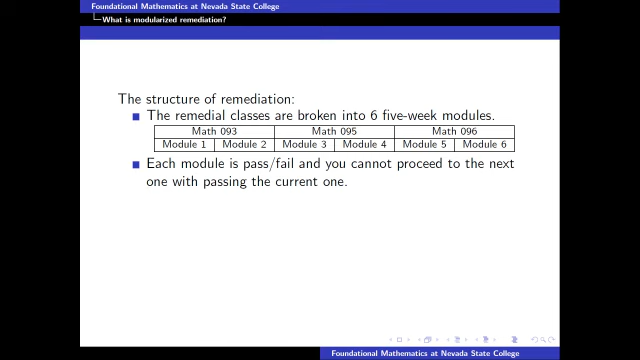 Foundational Mathematics at Nevada State College
What is modularized remediation?
The structure of remediation:
The remedial classes are broken into 6 five-week modules.
Math 093 Math 095 Math 096
Module 1 Module 2 Module 3 Module 4 Module 5 Module 6
Each module is pass/fail and you cannot proceed to the next
one with passing the current one.
Foundational Mathematics at Nevada State College